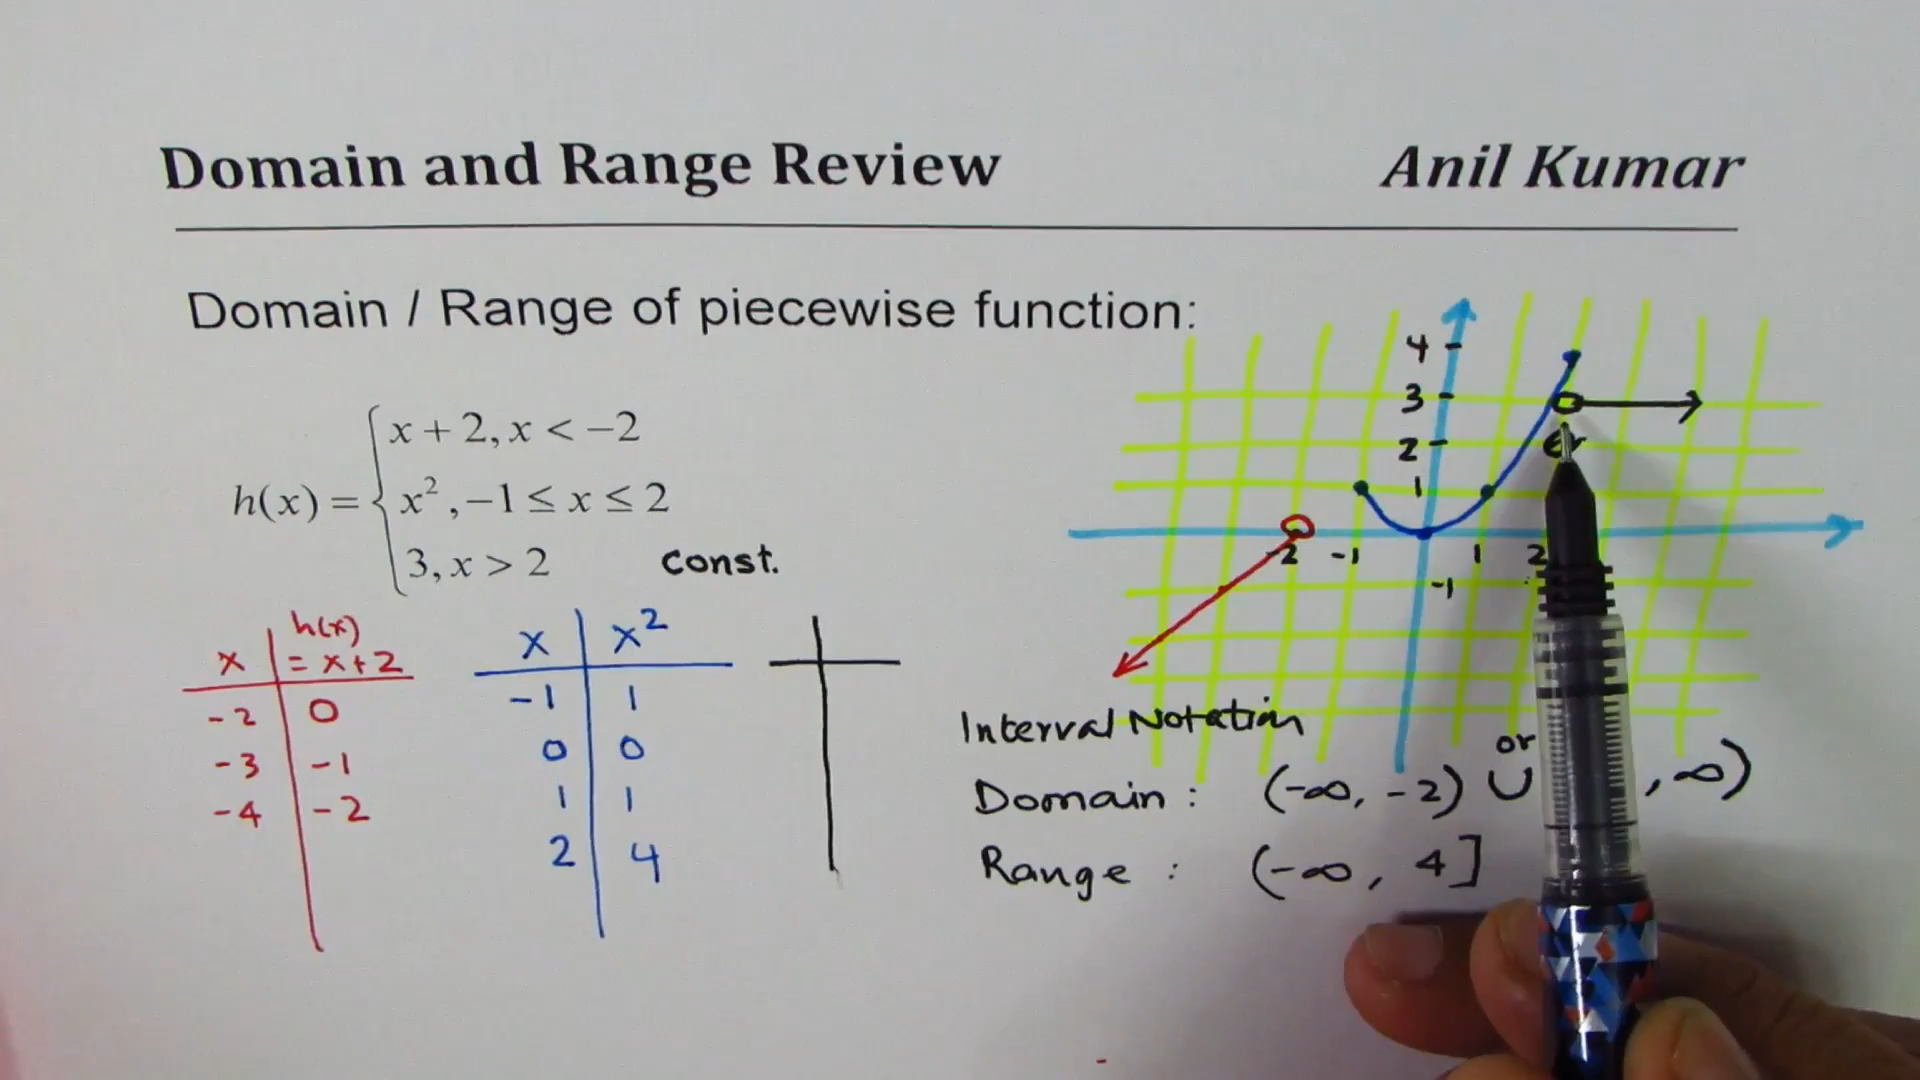 Domain and Range Review Anil Kumar
Domain / Range of piecewise function:
h(x) = { x + 2, x < -2
x², -1 ≤ x ≤ 2
3, x > 2 const.
x | h(x) = x+2
-2 | 0
-3 | -1
-4 | -2
x | x²
-1 | 1
0 | 0
1 | 1
2 | 4
4
3
2
1
-2 -1 1 2
-1
Interval Notation
or
Domain : (-∞, -2) ∪ , ∞)
Range : (-∞, 4]